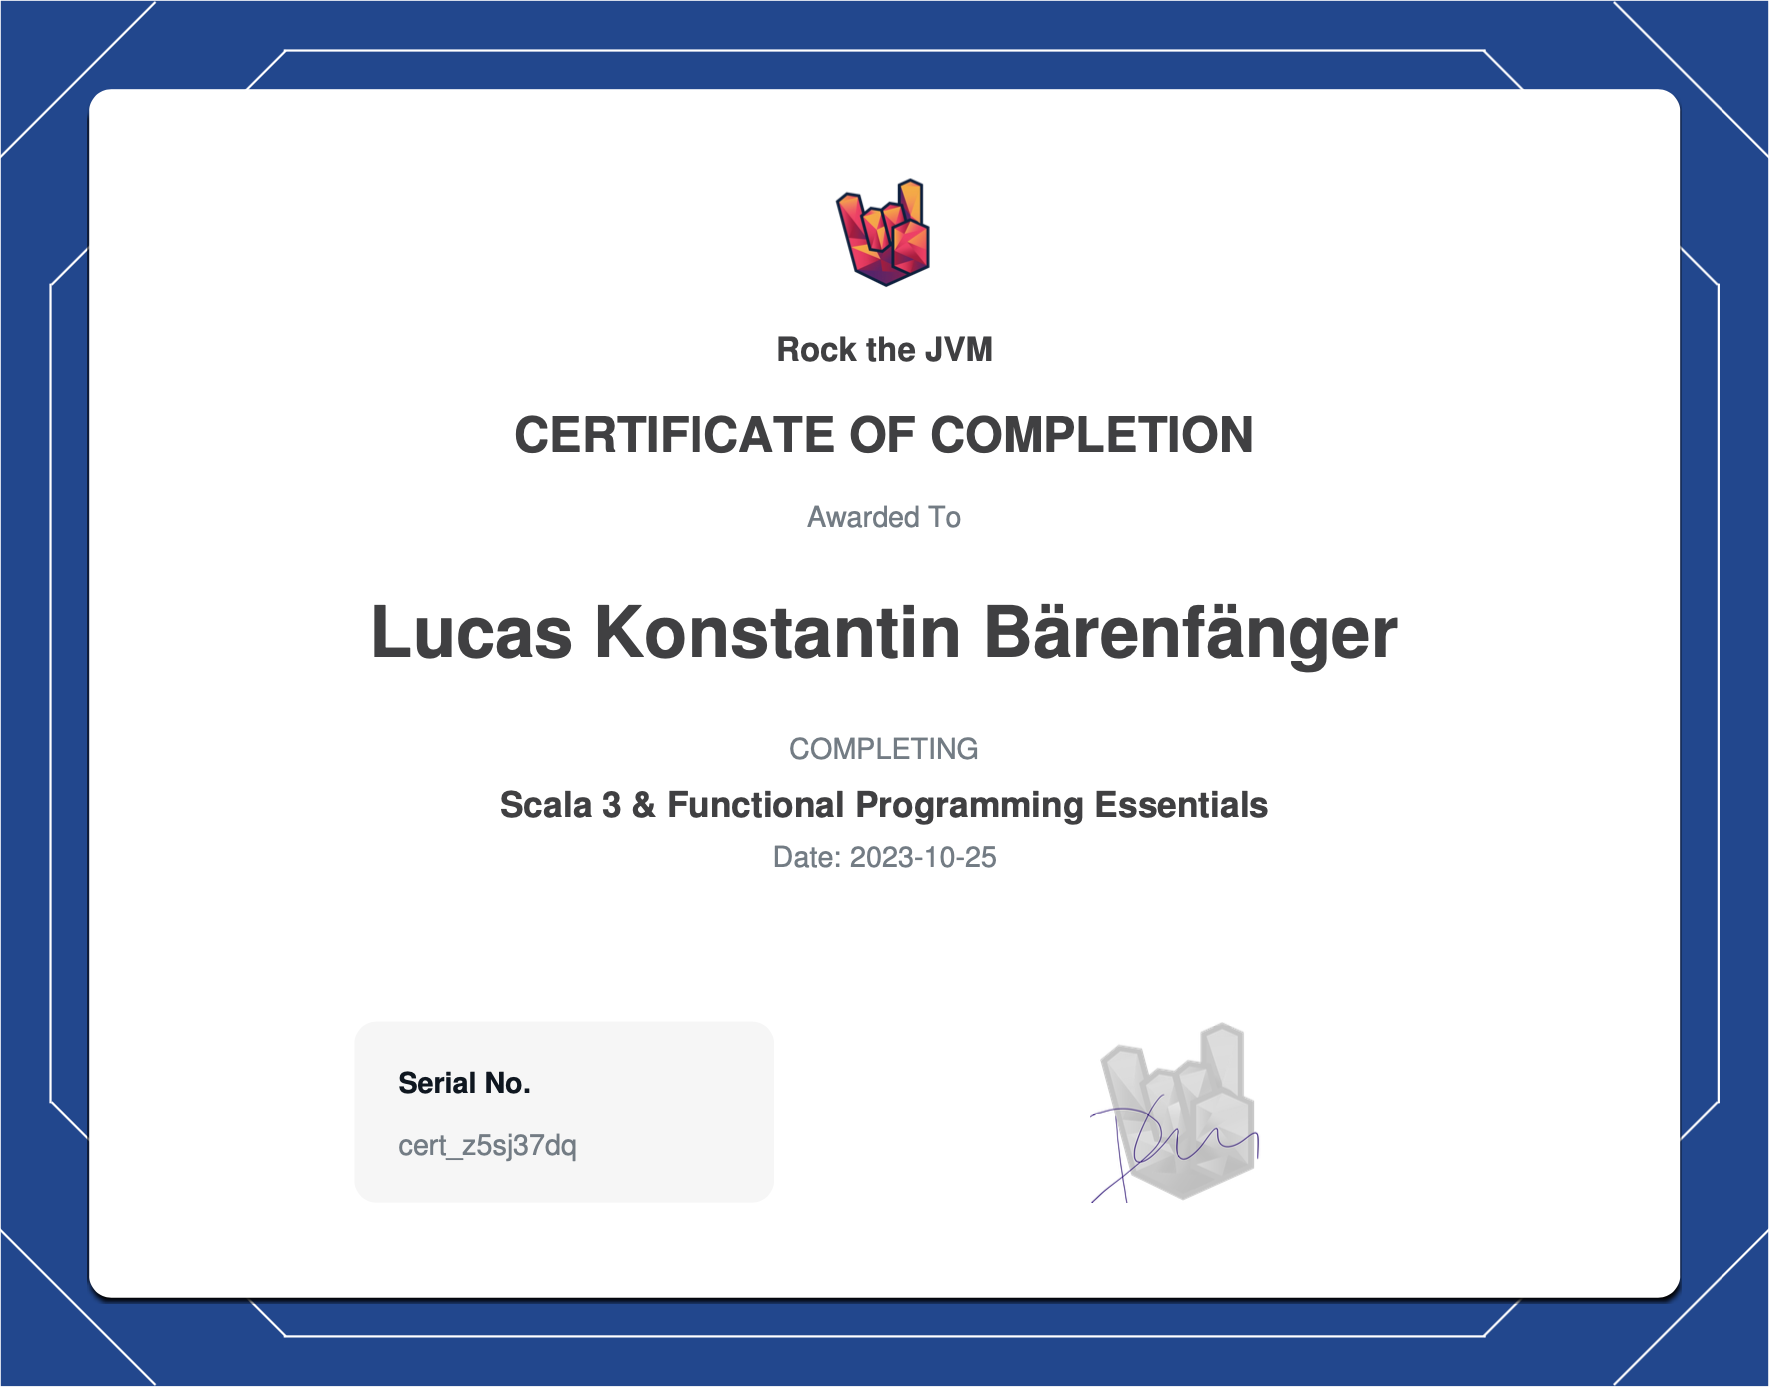 Rock the JVM
CERTIFICATE OF COMPLETION
Awarded To
Lucas Konstantin Bärenfänger
COMPLETING
Scala 3 & Functional Programming Essentials
Date: 2023-10-25
Serial No.
cert_z5sj37dq